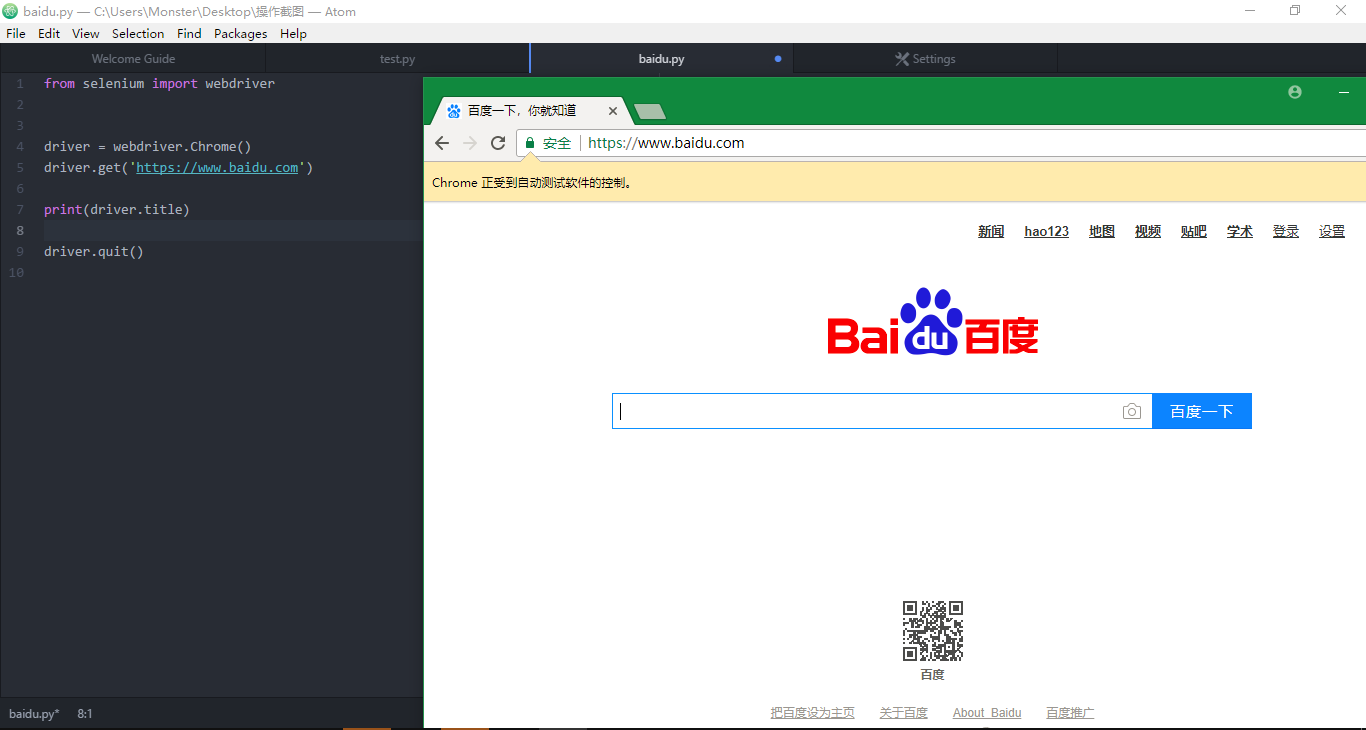 baidu.py — C:\Users\Monster\Desktop\操作截图 — Atom
File Edit View Selection Find Packages Help
Welcome Guide test.py baidu.py Settings
1 from selenium import webdriver
2
3
4 driver = webdriver.Chrome()
5 driver.get('https://www.baidu.com')
6
7 print(driver.title)
8
9 driver.quit()
10
baidu.py* 8:1
百度一下，你就知道
安全 https://www.baidu.com
Chrome 正受到自动测试软件的控制。
新闻 hao123 地图 视频 贴吧 学术 登录 设置
Bai du 百度
百度一下
百度
把百度设为主页 关于百度 About Baidu 百度推广